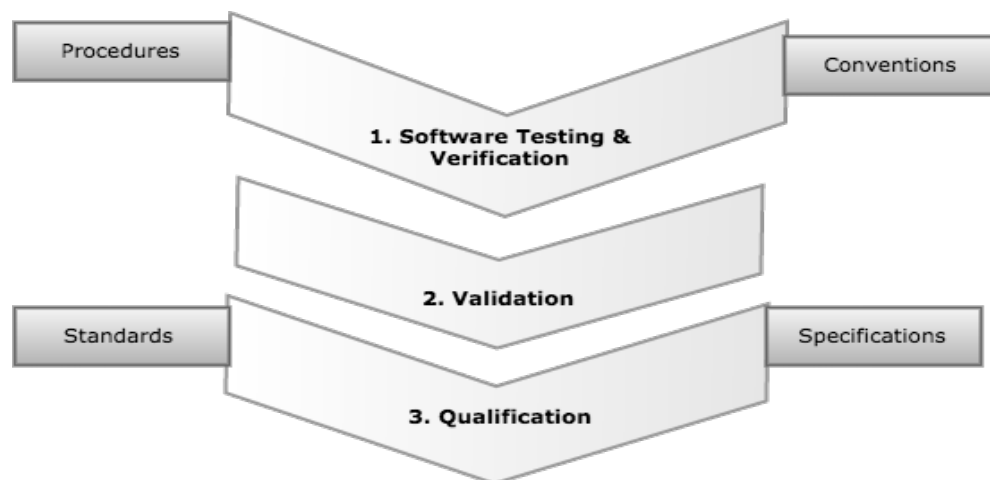 Procedures
Conventions
1. Software Testing &
Verification
2. Validation
Standards
Specifications
3. Qualification